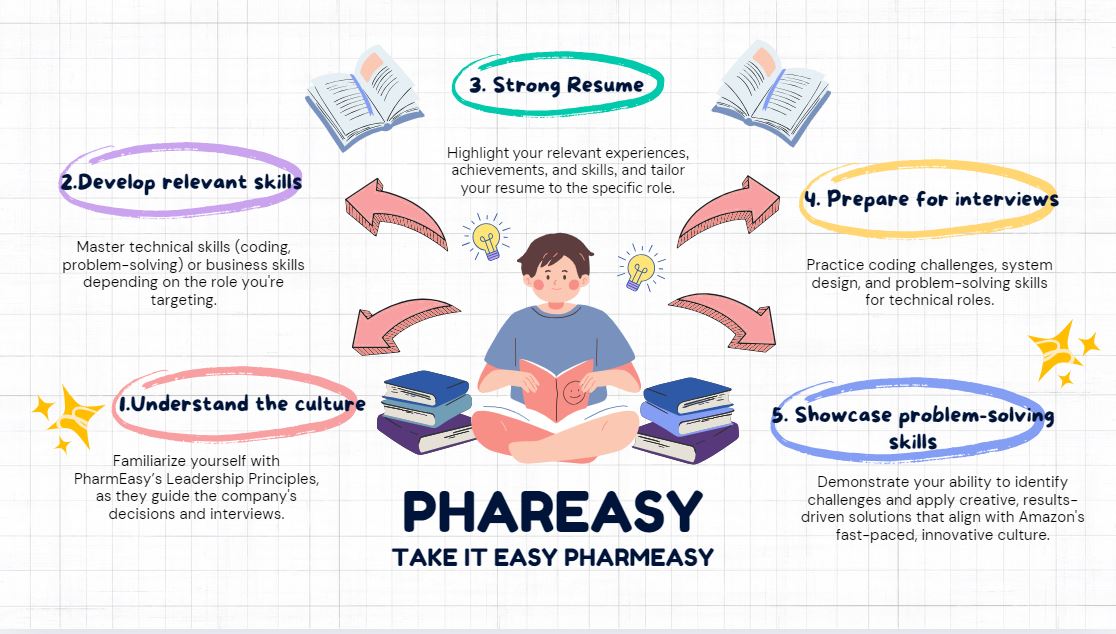 3. Strong Resume
Highlight your relevant experiences,
achievements, and skills, and tailor
your resume to the specific role.
2.Develop relevant skills
Master technical skills (coding,
problem-solving) or business skills
depending on the role you're
targeting.
4. Prepare for interviews
Practice coding challenges, system
design, and problem-solving skills
for technical roles.
1.Understand the culture
Familiarize yourself with
PharmEasy's Leadership Principles,
as they guide the company's
decisions and interviews.
5. Showcase problem-solving
skills
Demonstrate your ability to identify
challenges and apply creative, results-
driven solutions that align with Amazon's
fast-paced, innovative culture.
PHAREASY
TAKE IT EASY PHARMEASY